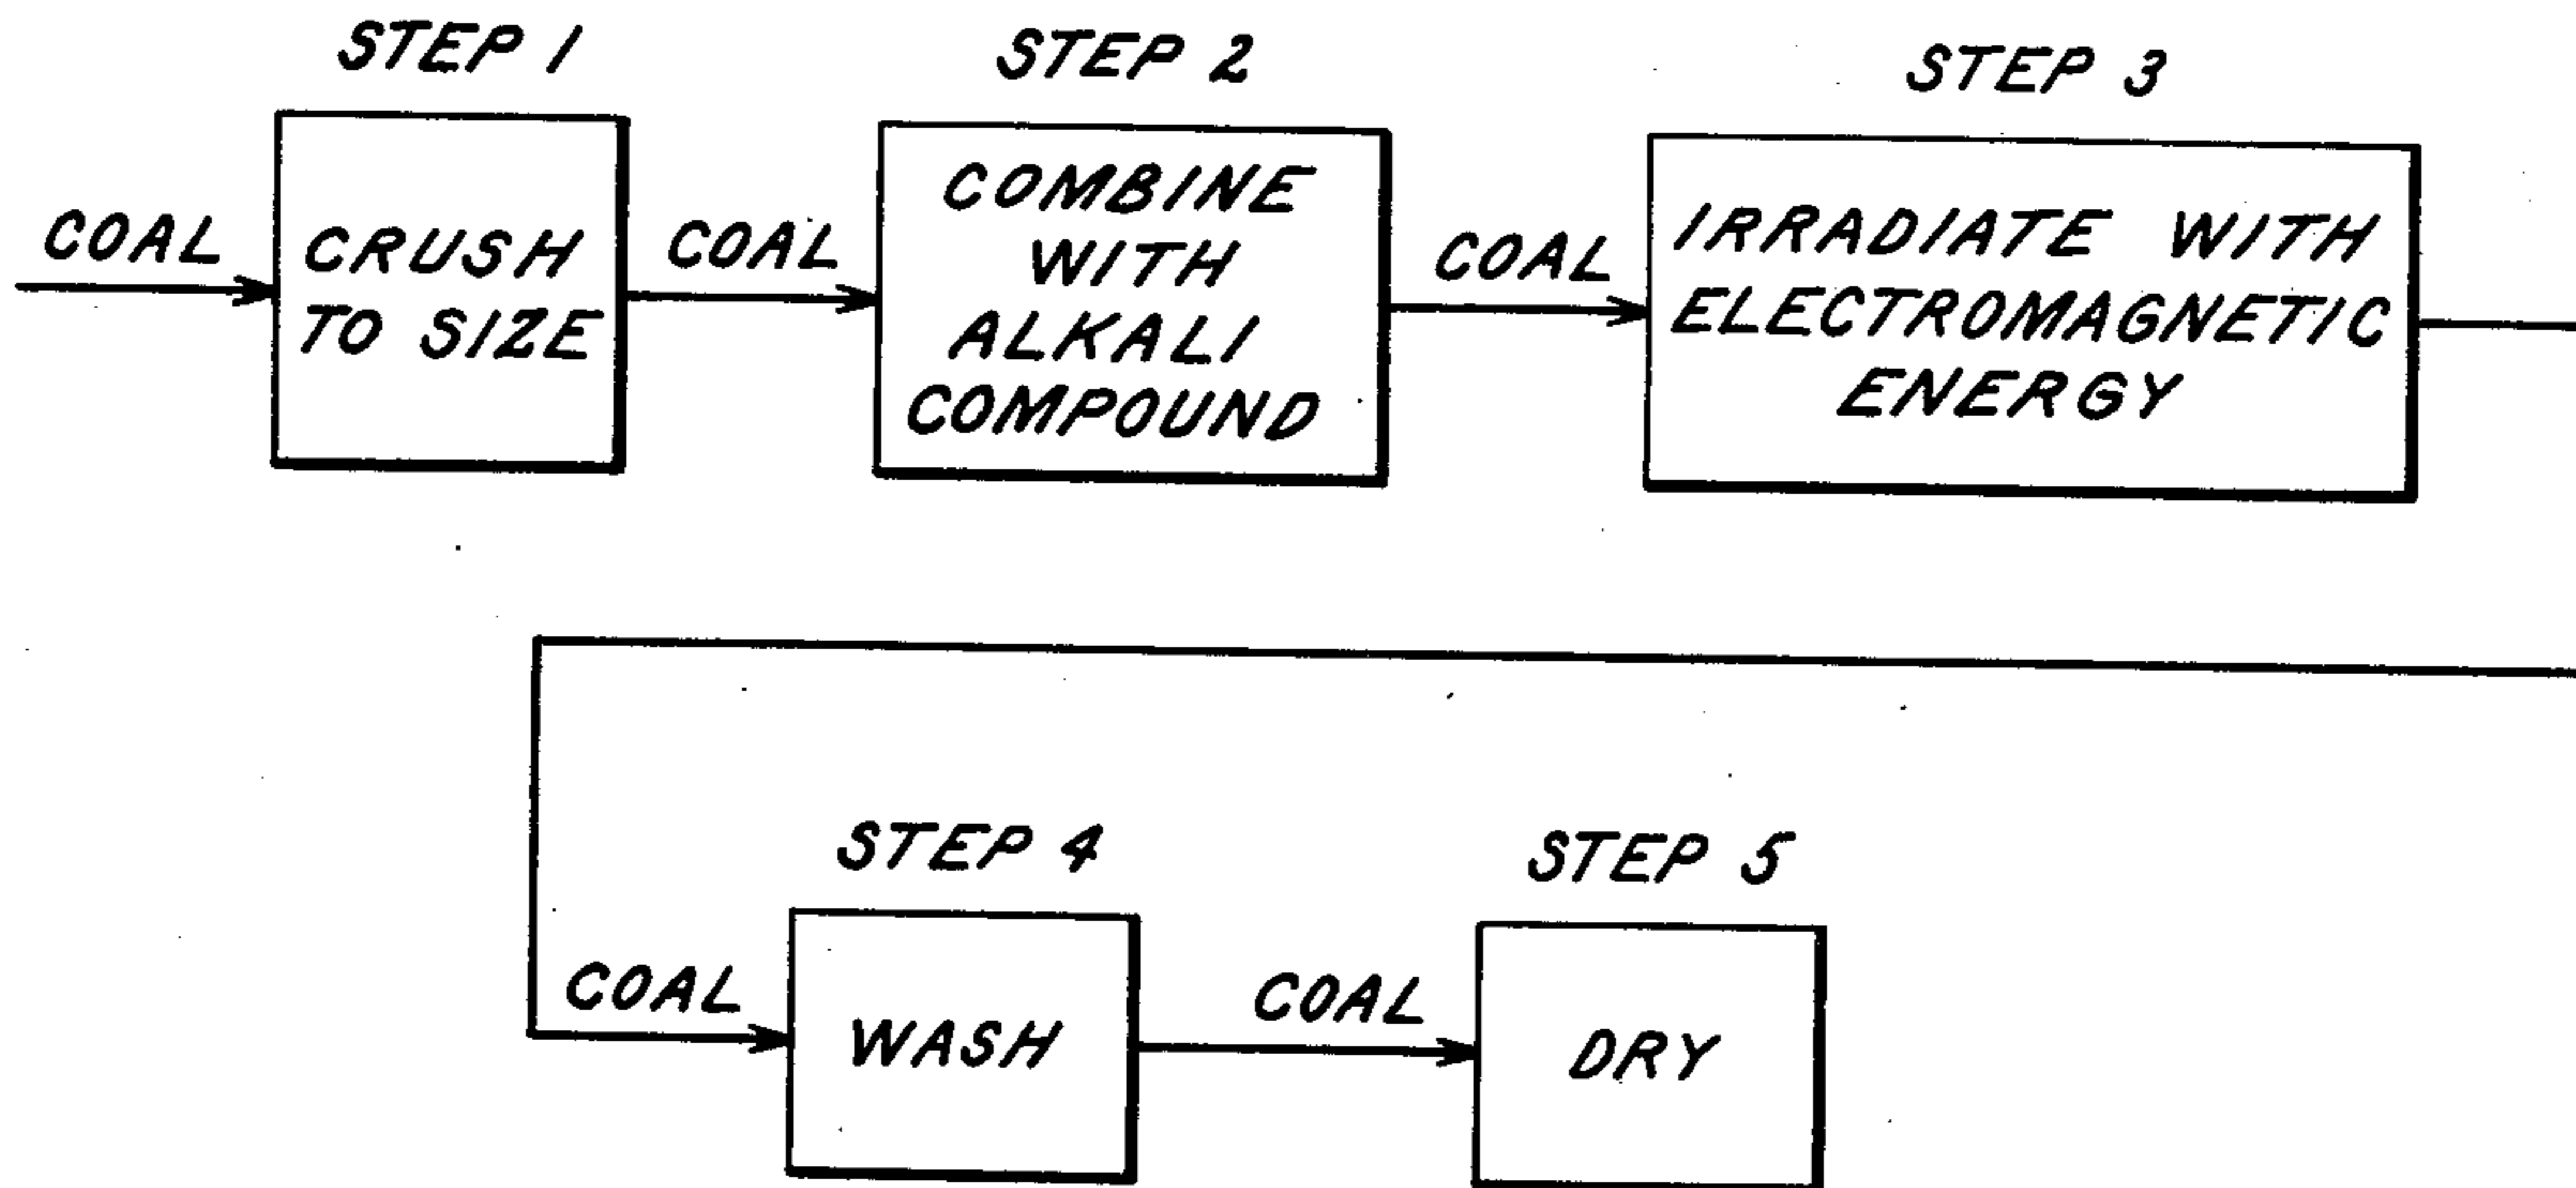 STEP 1
STEP 2
STEP 3
COAL
CRUSH
TO SIZE
COAL
COMBINE
WITH
ALKALI
COMPOUND
COAL
IRRADIATE WITH
ELECTROMAGNETIC
ENERGY
STEP 4
STEP 5
COAL
WASH
COAL
DRY